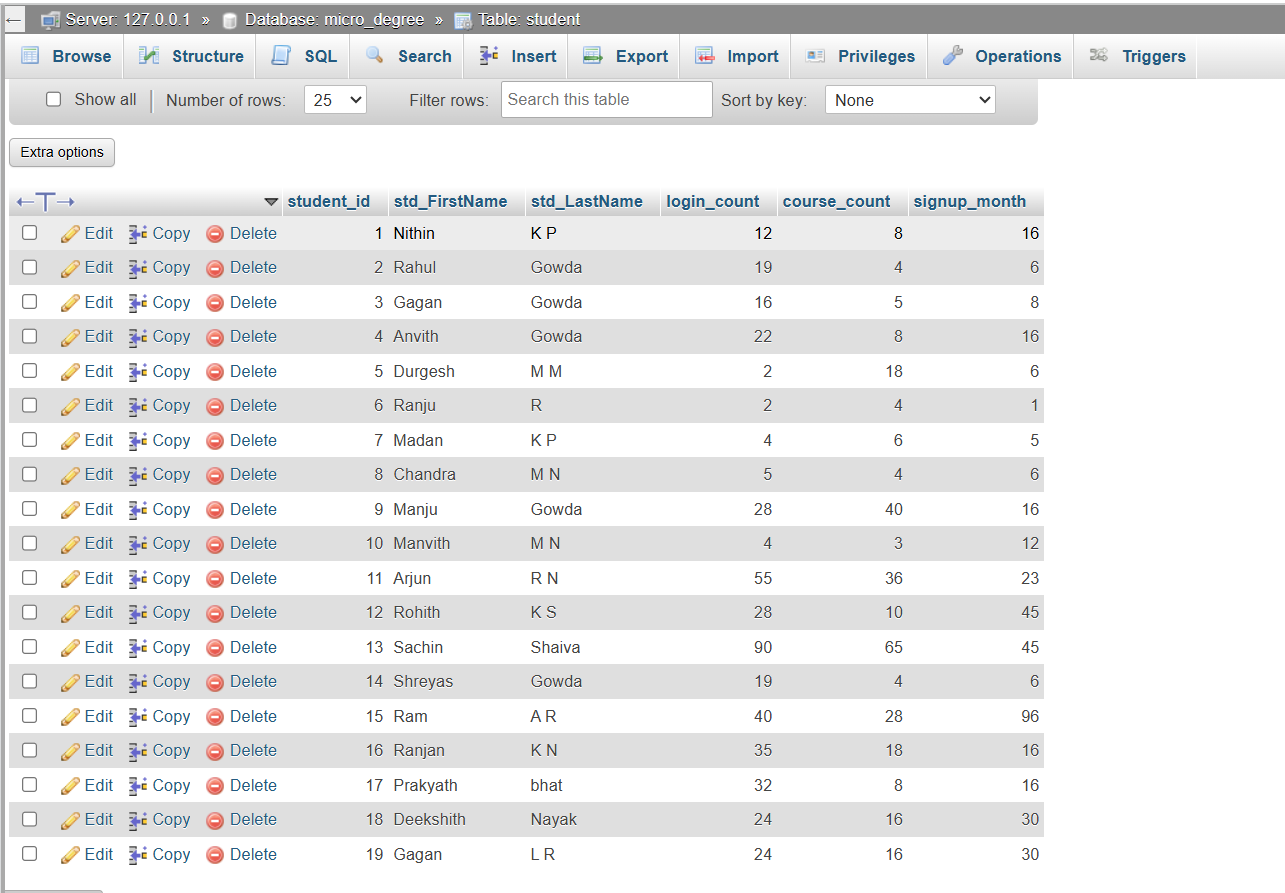 Server: 127.0.0.1 » Database: micro_degree » Table: student
Browse Structure SQL Search Insert Export Import Privileges Operations Triggers
Show all Number of rows: 25 Filter rows: Search this table Sort by key: None
Extra options
student_id std_FirstName std_LastName login_count course_count signup_month
Edit Copy Delete 1 Nithin K P 12 8 16
Edit Copy Delete 2 Rahul Gowda 19 4 6
Edit Copy Delete 3 Gagan Gowda 16 5 8
Edit Copy Delete 4 Anvith Gowda 22 8 16
Edit Copy Delete 5 Durgesh M M 2 18 6
Edit Copy Delete 6 Ranju R 2 4 1
Edit Copy Delete 7 Madan K P 4 6 5
Edit Copy Delete 8 Chandra M N 5 4 6
Edit Copy Delete 9 Manju Gowda 28 40 16
Edit Copy Delete 10 Manvith M N 4 3 12
Edit Copy Delete 11 Arjun R N 55 36 23
Edit Copy Delete 12 Rohith K S 28 10 45
Edit Copy Delete 13 Sachin Shaiva 90 65 45
Edit Copy Delete 14 Shreyas Gowda 19 4 6
Edit Copy Delete 15 Ram A R 40 28 96
Edit Copy Delete 16 Ranjan K N 35 18 16
Edit Copy Delete 17 Prakyath bhat 32 8 16
Edit Copy Delete 18 Deekshith Nayak 24 16 30
Edit Copy Delete 19 Gagan L R 24 16 30